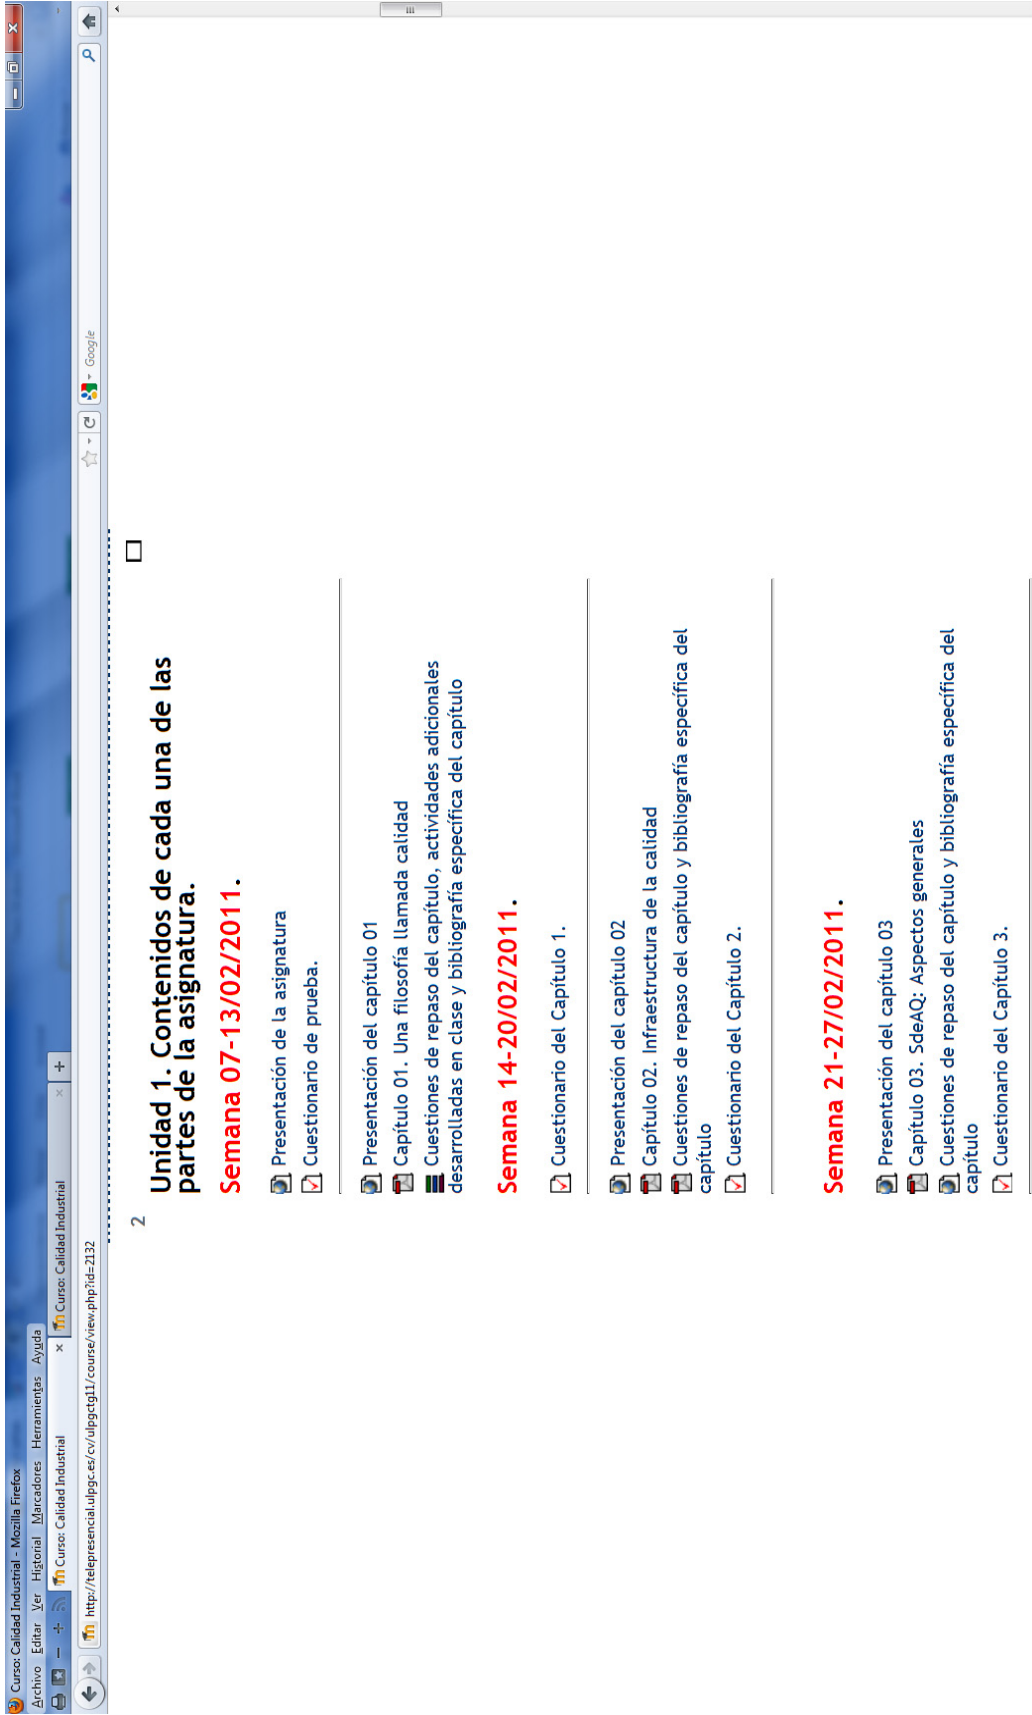 Curso: Calidad Industrial - Mozilla Firefox
Archivo Editar Ver Historial Marcadores Herramientas Ayuda
Curso: Calidad Industrial
Curso: Calidad Industrial
http://telepresencial.ulpgc.es/cv/ulpgctg11/course/view.php?id=2132
Google
2
Unidad 1. Contenidos de cada una de las
partes de la asignatura.
Semana 07-13/02/2011.
Presentación de la asignatura
Cuestionario de prueba.
Presentación del capítulo 01
Capítulo 01. Una filosofía llamada calidad
Cuestiones de repaso del capítulo, actividades adicionales
desarrolladas en clase y bibliografía específica del capítulo
Semana 14-20/02/2011.
Cuestionario del Capítulo 1.
Presentación del capítulo 02
Capítulo 02. Infraestructura de la calidad
Cuestiones de repaso del capítulo y bibliografía específica del
capítulo
Cuestionario del Capítulo 2.
Semana 21-27/02/2011.
Presentación del capítulo 03
Capítulo 03. SdeAQ: Aspectos generales
Cuestiones de repaso del capítulo y bibliografía específica del
capítulo
Cuestionario del Capítulo 3.